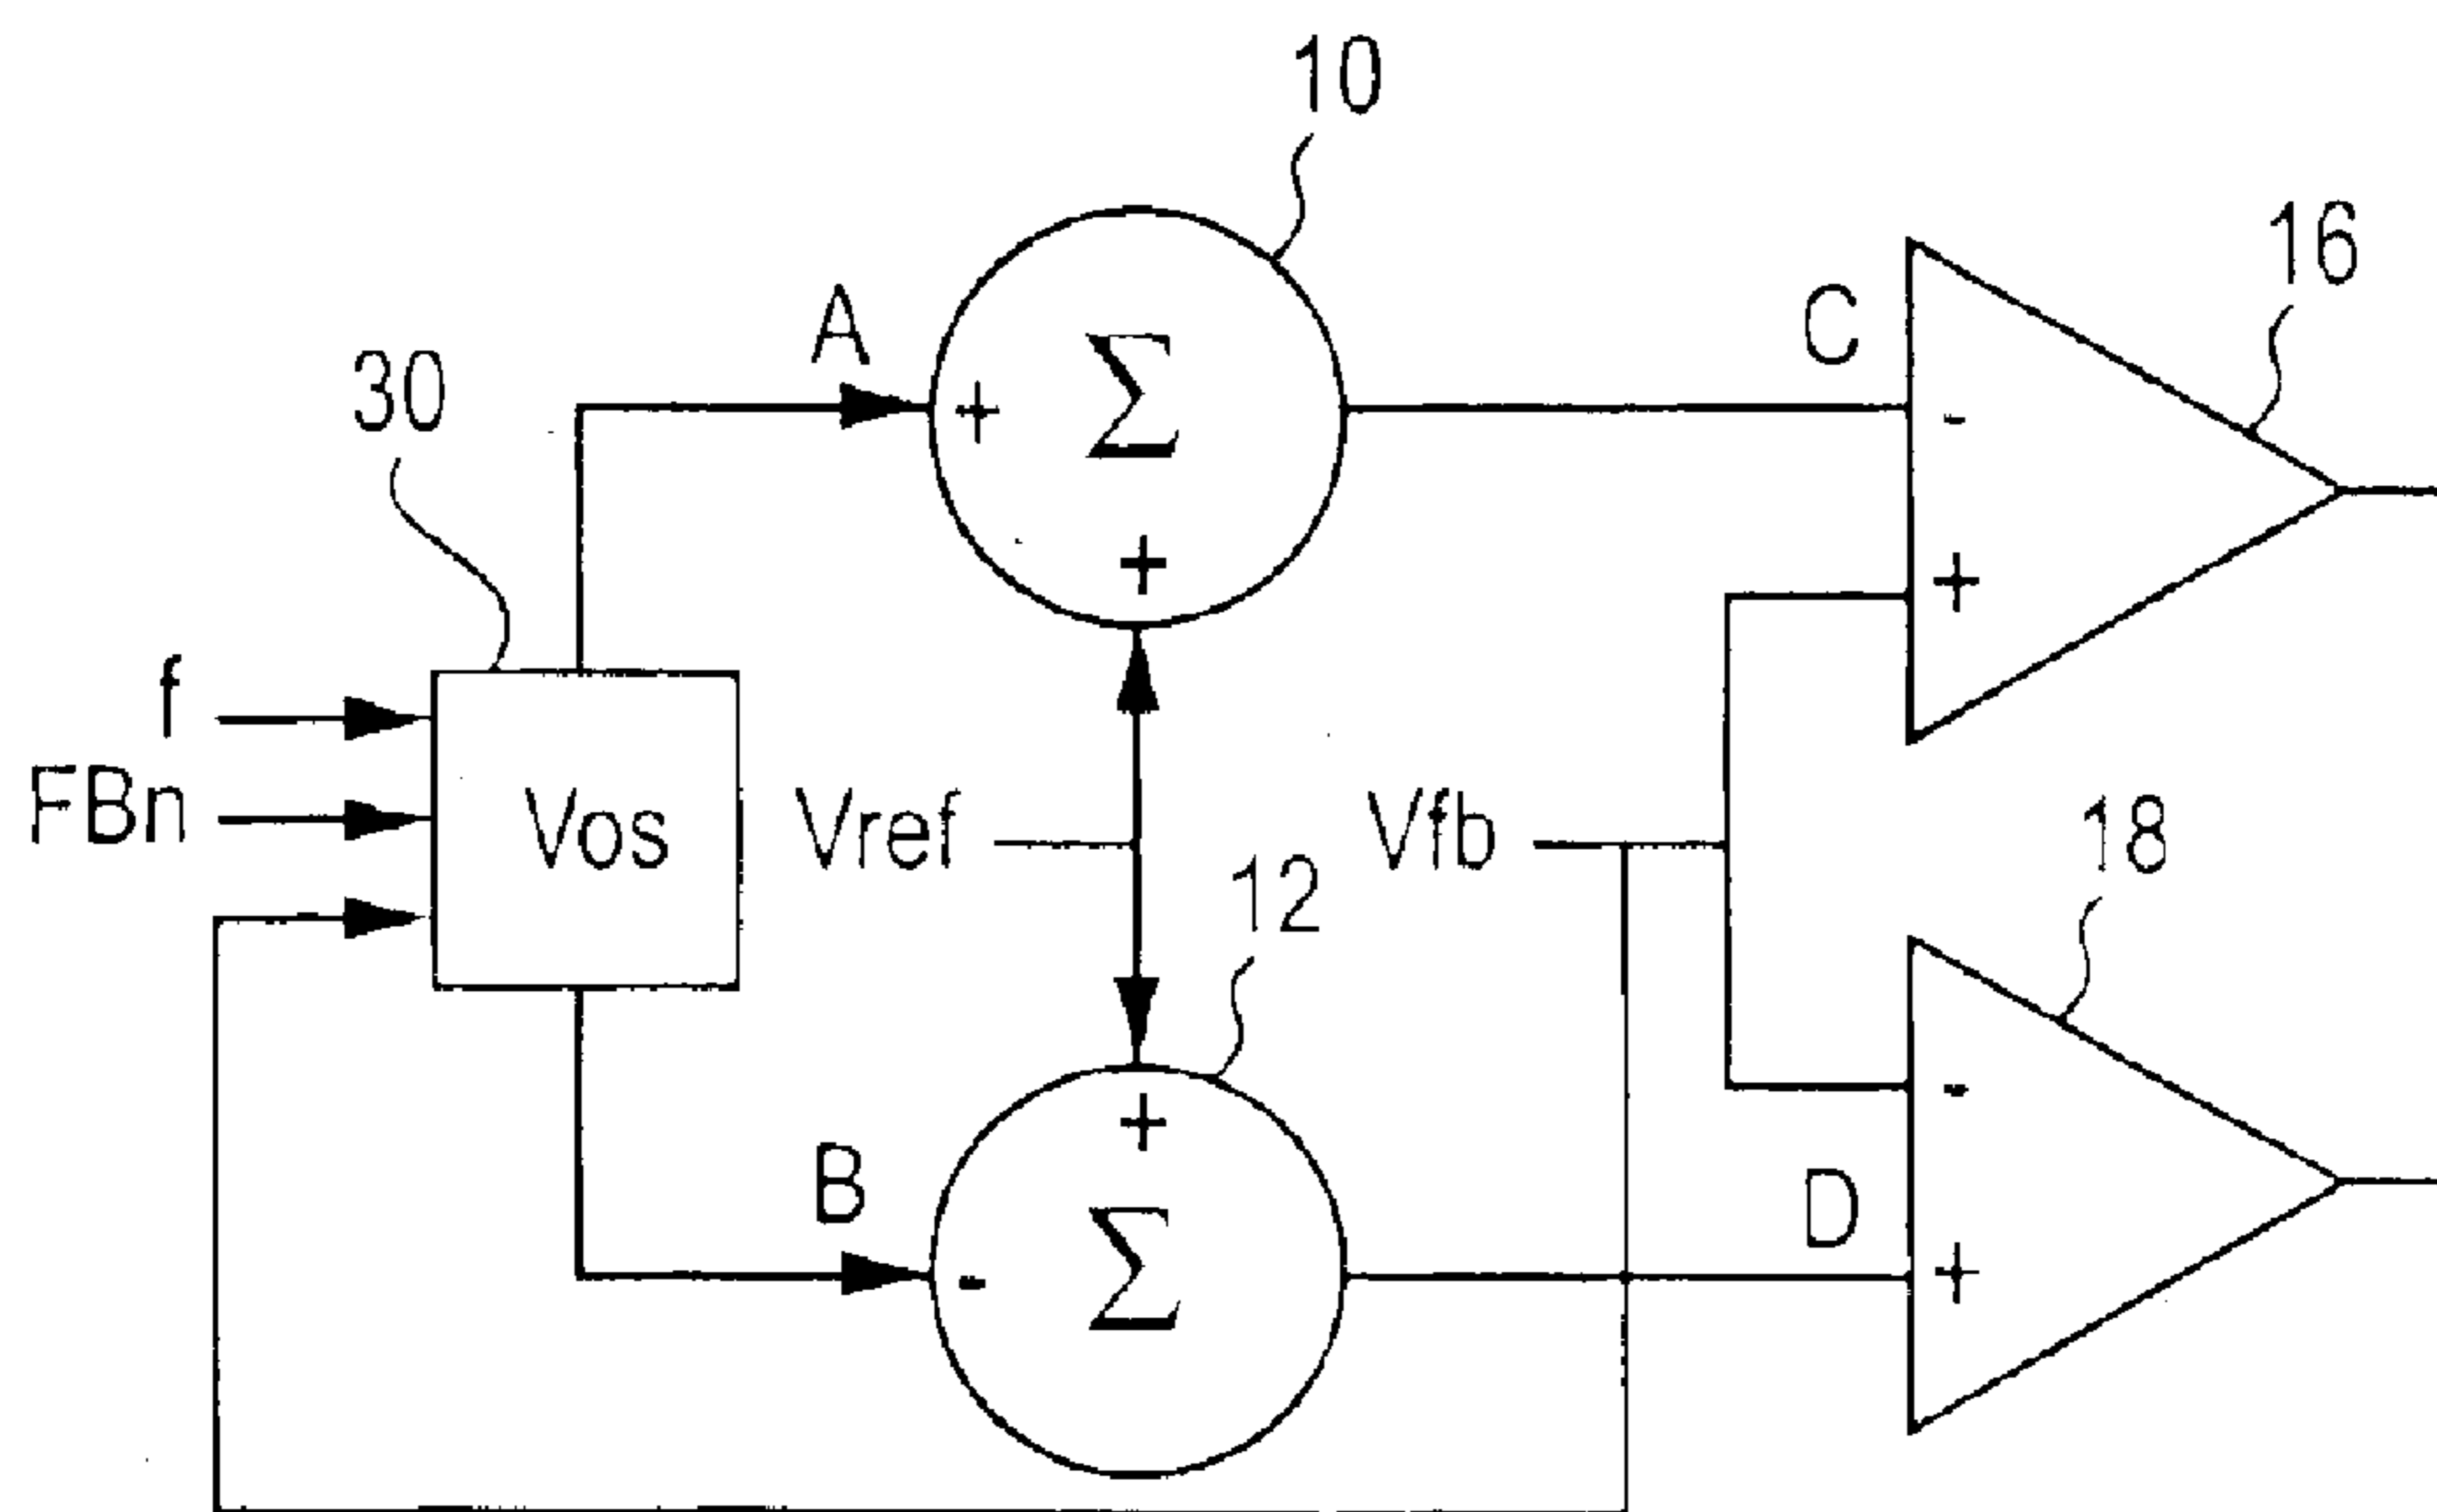 10
16
A
C
30
Σ
+
+
-
+
f
FBn
Vos
Vref
Vfb
12
18
B
D
+
-
Σ
-
+